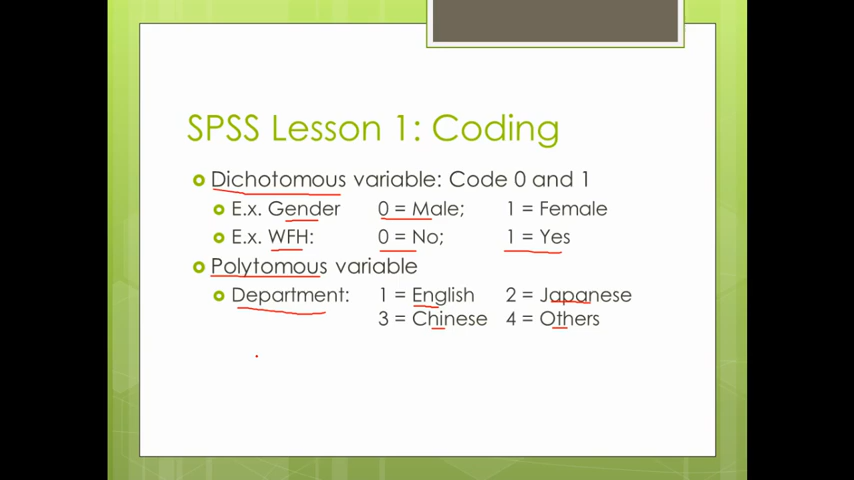 SPSS Lesson 1: Coding
Dichotomous variable: Code 0 and 1
E.x. Gender 0 = Male; 1 = Female
E.x. WFH: 0 = No; 1 = Yes
Polytomous variable
Department: 1 = English 2 = Japanese
3 = Chinese 4 = Others